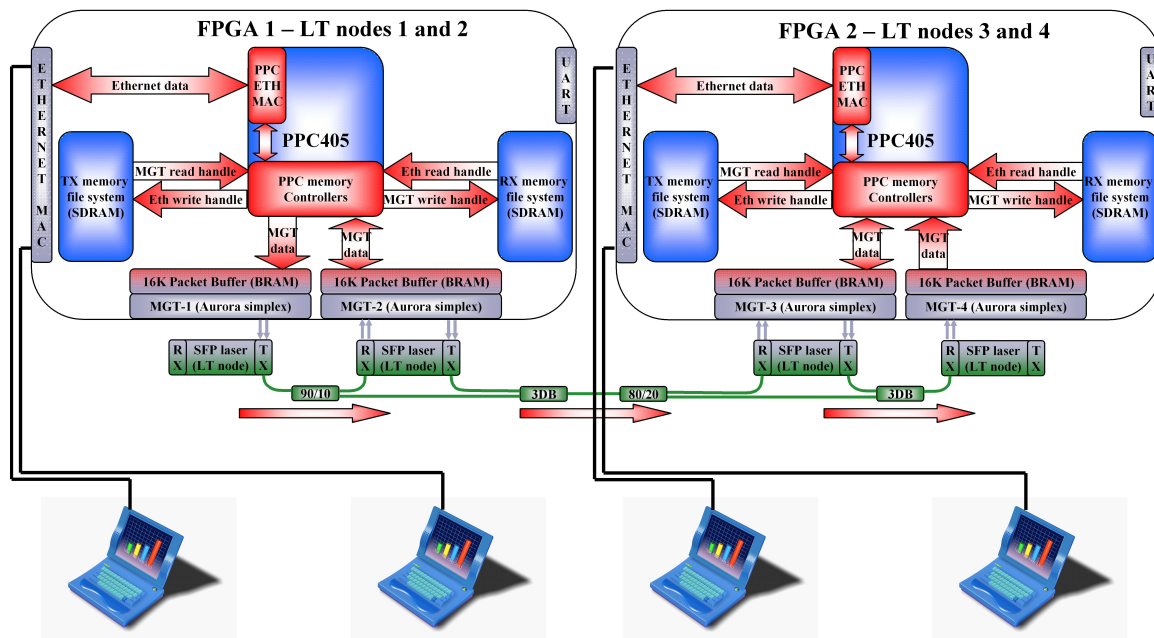 FPGA 1 – LT nodes 1 and 2
ETHERNET MAC
Ethernet data
PPC
ETH
MAC
UART
PPC405
TX memory
file system
(SDRAM)
MGT read handle
Eth write handle
PPC memory
Controllers
Eth read handle
MGT write handle
RX memory
file system
(SDRAM)
MGT
data
MGT
data
16K Packet Buffer (BRAM)
MGT-1 (Aurora simplex)
16K Packet Buffer (BRAM)
MGT-2 (Aurora simplex)
RX
SFP laser
(LT node)
TX
RX
SFP laser
(LT node)
TX
90/10
3DB
FPGA 2 – LT nodes 3 and 4
ETHERNET MAC
Ethernet data
PPC
ETH
MAC
UART
PPC405
TX memory
file system
(SDRAM)
MGT read handle
Eth write handle
PPC memory
Controllers
Eth read handle
MGT write handle
RX memory
file system
(SDRAM)
MGT
data
MGT
data
16K Packet Buffer (BRAM)
MGT-3 (Aurora simplex)
16K Packet Buffer (BRAM)
MGT-4 (Aurora simplex)
RX
SFP laser
(LT node)
TX
RX
SFP laser
(LT node)
TX
80/20
3DB